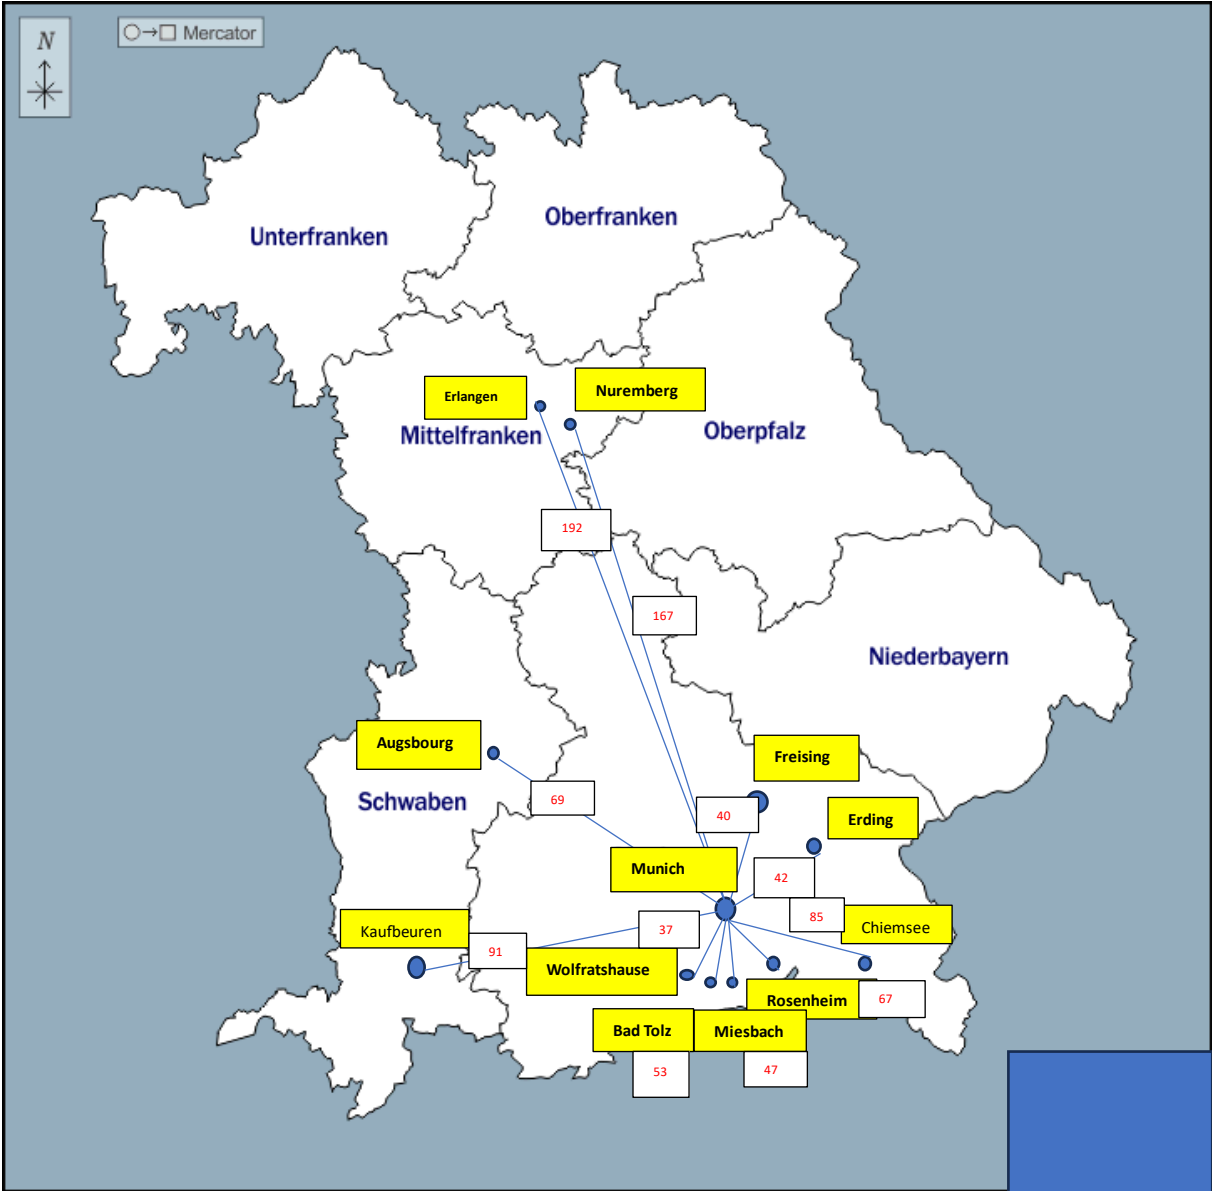 N
Mercator
Unterfranken
Oberfranken
Erlangen
Nuremberg
Mittelfranken
Oberpfalz
192
167
Niederbayern
Augsbourg
Freising
Schwaben
69
40
Erding
Munich
42
85
Chiemsee
Kaufbeuren
37
91
Wolfratshause
Rosenheim
67
Bad Tolz
Miesbach
53
47